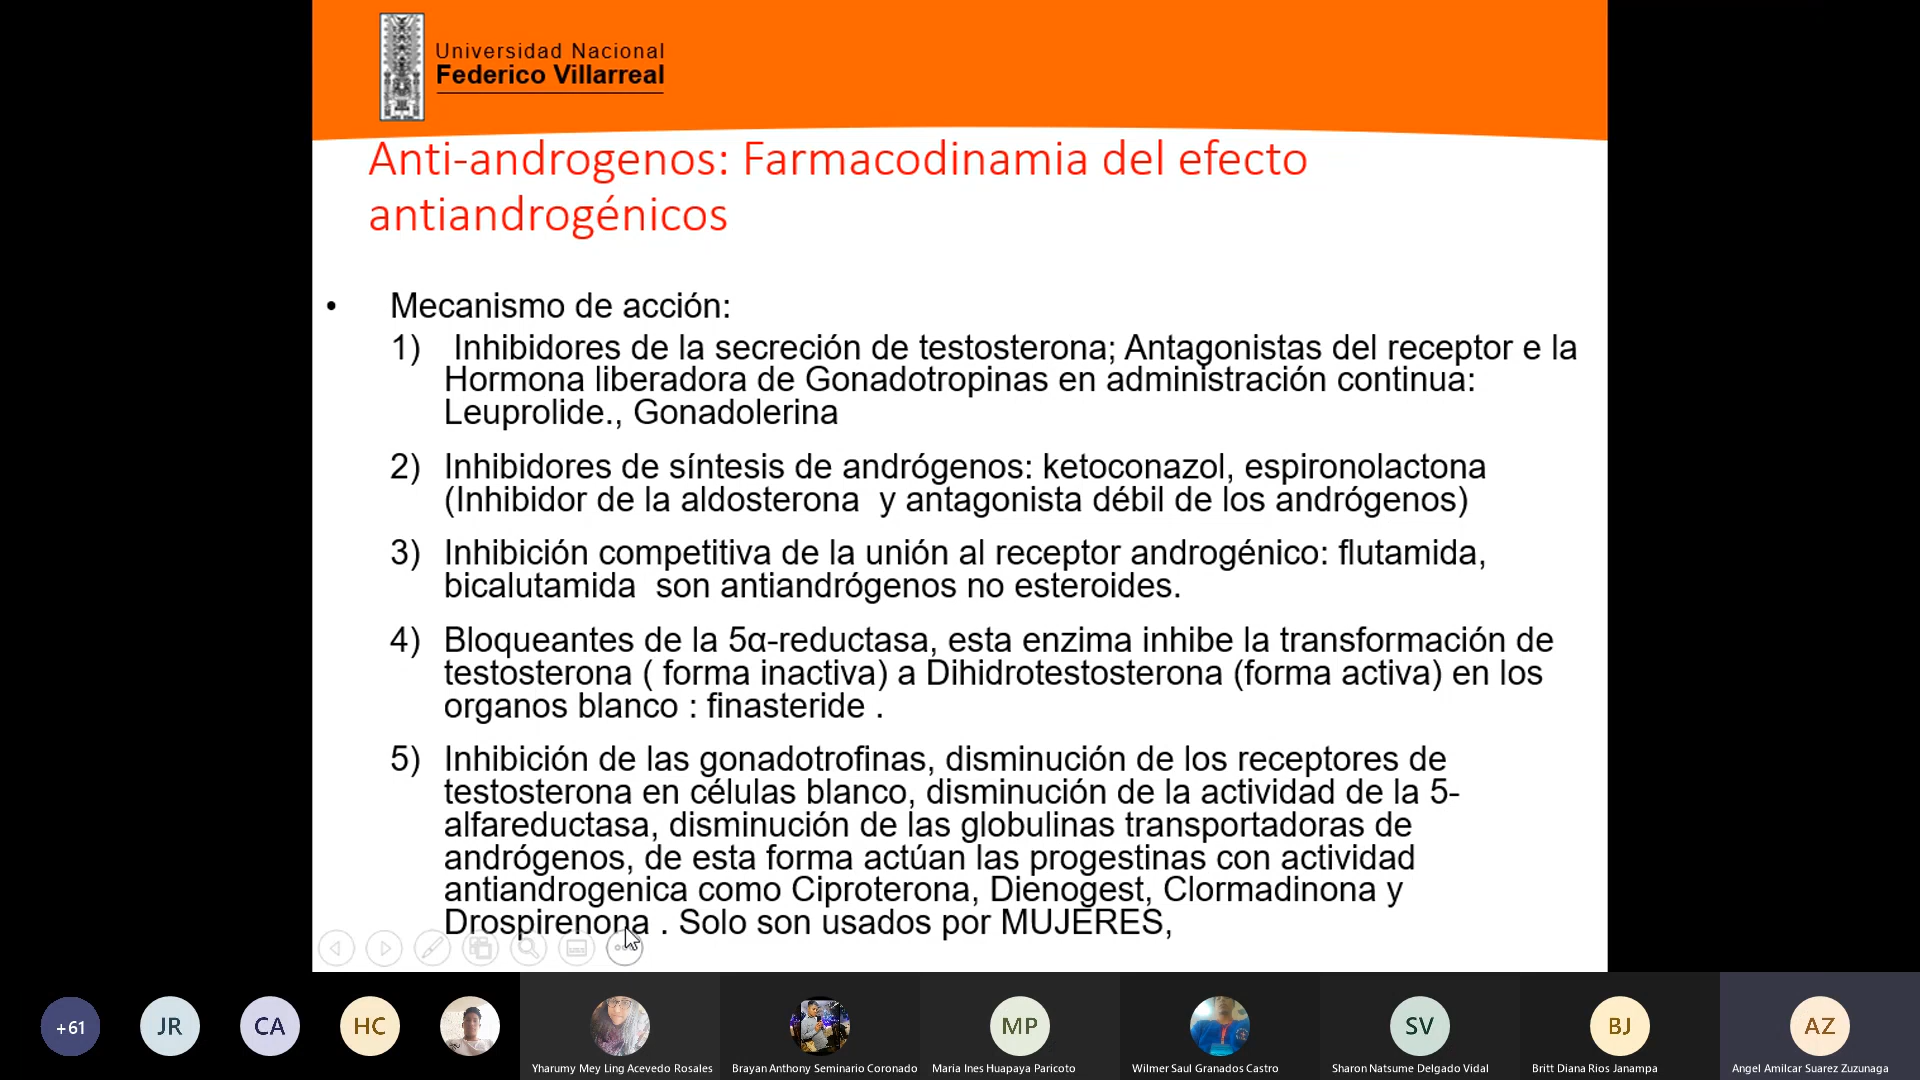 Universidad Nacional
Federico Villarreal
Anti-androgenos: Farmacodinamia del efecto
antiandrogénicos
• Mecanismo de acción:
1) Inhibidores de la secreción de testosterona; Antagonistas del receptor e la
Hormona liberadora de Gonadotropinas en administración continua:
Leuprolide., Gonadolerina
2) Inhibidores de síntesis de andrógenos: ketoconazol, espironolactona
(Inhibidor de la aldosterona y antagonista débil de los andrógenos)
3) Inhibición competitiva de la unión al receptor androgénico: flutamida,
bicalutamida son antiandrógenos no esteroides.
4) Bloqueantes de la 5α-reductasa, esta enzima inhibe la transformación de
testosterona ( forma inactiva) a Dihidrotestosterona (forma activa) en los
organos blanco : finasteride .
5) Inhibición de las gonadotrofinas, disminución de los receptores de
testosterona en células blanco, disminución de la actividad de la 5-
alfareductasa, disminución de las globulinas transportadoras de
andrógenos, de esta forma actúan las progestinas con actividad
antiandrogenica como Ciproterona, Dienogest, Clormadinona y
Drospirenona . Solo son usados por MUJERES,
+61 JR CA HC MP SV BJ AZ
Yharumy Mey Ling Acevedo Rosales Brayan Anthony Seminario Coronado Maria Ines Huapaya Paricoto Wilmer Saul Granados Castro Sharon Natsume Delgado Vidal Britt Diana Rios Janampa Angel Amilcar Suarez Zuzunaga